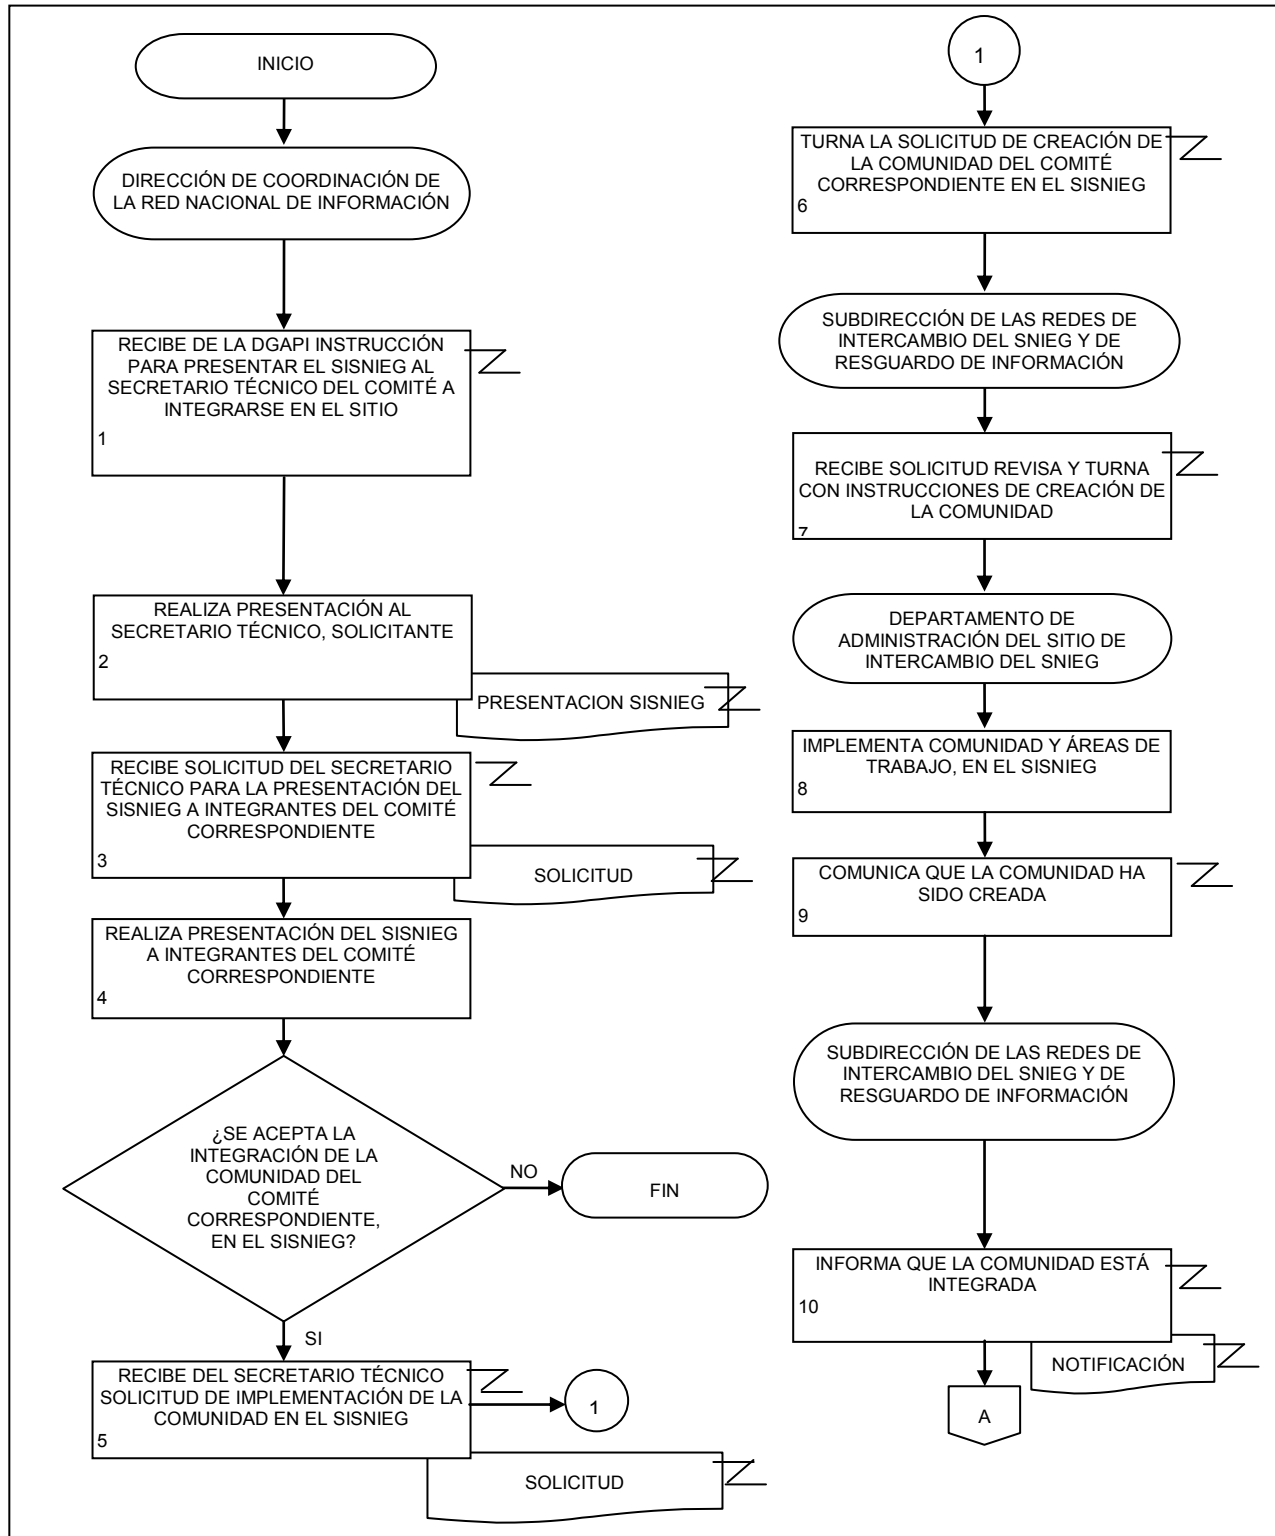 INICIO
DIRECCIÓN DE COORDINACIÓN DE
LA RED NACIONAL DE INFORMACIÓN
RECIBE DE LA DGAPI INSTRUCCIÓN
PARA PRESENTAR EL SISNIEG AL
SECRETARIO TÉCNICO DEL COMITÉ A
INTEGRARSE EN EL SITIO
1
REALIZA PRESENTACIÓN AL
SECRETARIO TÉCNICO, SOLICITANTE
2
PRESENTACION SISNIEG
RECIBE SOLICITUD DEL SECRETARIO
TÉCNICO PARA LA PRESENTACIÓN DEL
SISNIEG A INTEGRANTES DEL COMITÉ
CORRESPONDIENTE
3
SOLICITUD
REALIZA PRESENTACIÓN DEL SISNIEG
A INTEGRANTES DEL COMITÉ
CORRESPONDIENTE
4
¿SE ACEPTA LA
INTEGRACIÓN DE LA
COMUNIDAD DEL
COMITÉ
CORRESPONDIENTE,
EN EL SISNIEG?
NO
FIN
SI
RECIBE DEL SECRETARIO TÉCNICO
SOLICITUD DE IMPLEMENTACIÓN DE LA
COMUNIDAD EN EL SISNIEG
5
1
SOLICITUD
1
TURNA LA SOLICITUD DE CREACIÓN DE
LA COMUNIDAD DEL COMITÉ
CORRESPONDIENTE EN EL SISNIEG
6
SUBDIRECCIÓN DE LAS REDES DE
INTERCAMBIO DEL SNIEG Y DE
RESGUARDO DE INFORMACIÓN
RECIBE SOLICITUD REVISA Y TURNA
CON INSTRUCCIONES DE CREACIÓN DE
LA COMUNIDAD
7
DEPARTAMENTO DE
ADMINISTRACIÓN DEL SITIO DE
INTERCAMBIO DEL SNIEG
IMPLEMENTA COMUNIDAD Y ÁREAS DE
TRABAJO, EN EL SISNIEG
8
COMUNICA QUE LA COMUNIDAD HA
SIDO CREADA
9
SUBDIRECCIÓN DE LAS REDES DE
INTERCAMBIO DEL SNIEG Y DE
RESGUARDO DE INFORMACIÓN
INFORMA QUE LA COMUNIDAD ESTÁ
INTEGRADA
10
NOTIFICACIÓN
A